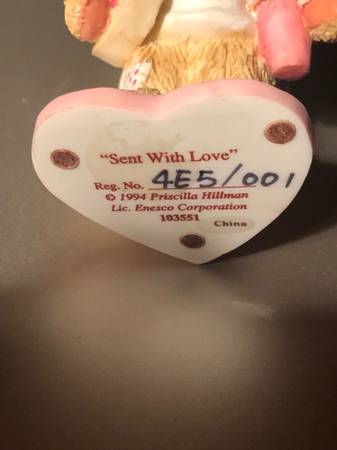 "Sent With Love"
Reg. No. 4E5/001
© 1994 Priscilla Hillman
Lic. Enesco Corporation
103551
China